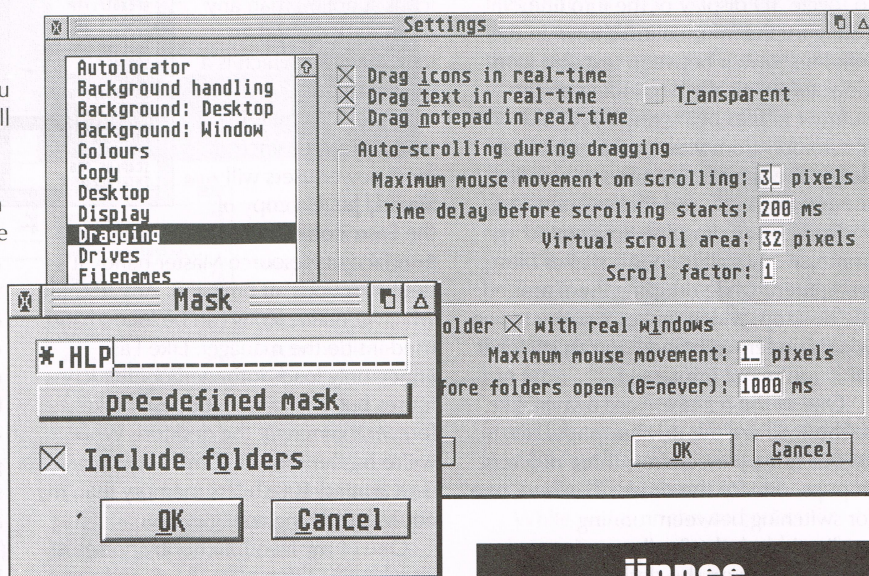 u
ll
n
e
Settings
Autolocator
Background handling
Background: Desktop
Background: Window
Colours
Copy
Desktop
Display
Dragging
Drives
Filenames
Drag icons in real-time
Drag text in real-time Transparent
Drag notepad in real-time
Auto-scrolling during dragging
Maximum mouse movement on scrolling: 3_ pixels
Time delay before scrolling starts: 200 ms
Virtual scroll area: 32 pixels
Scroll factor: 1
older with real windows
Maximum mouse movement: 1_ pixels
fore folders open (0=never): 1000 ms
OK Cancel
Mask
*.HLP
pre-defined mask
Include folders
OK Cancel
jinnee